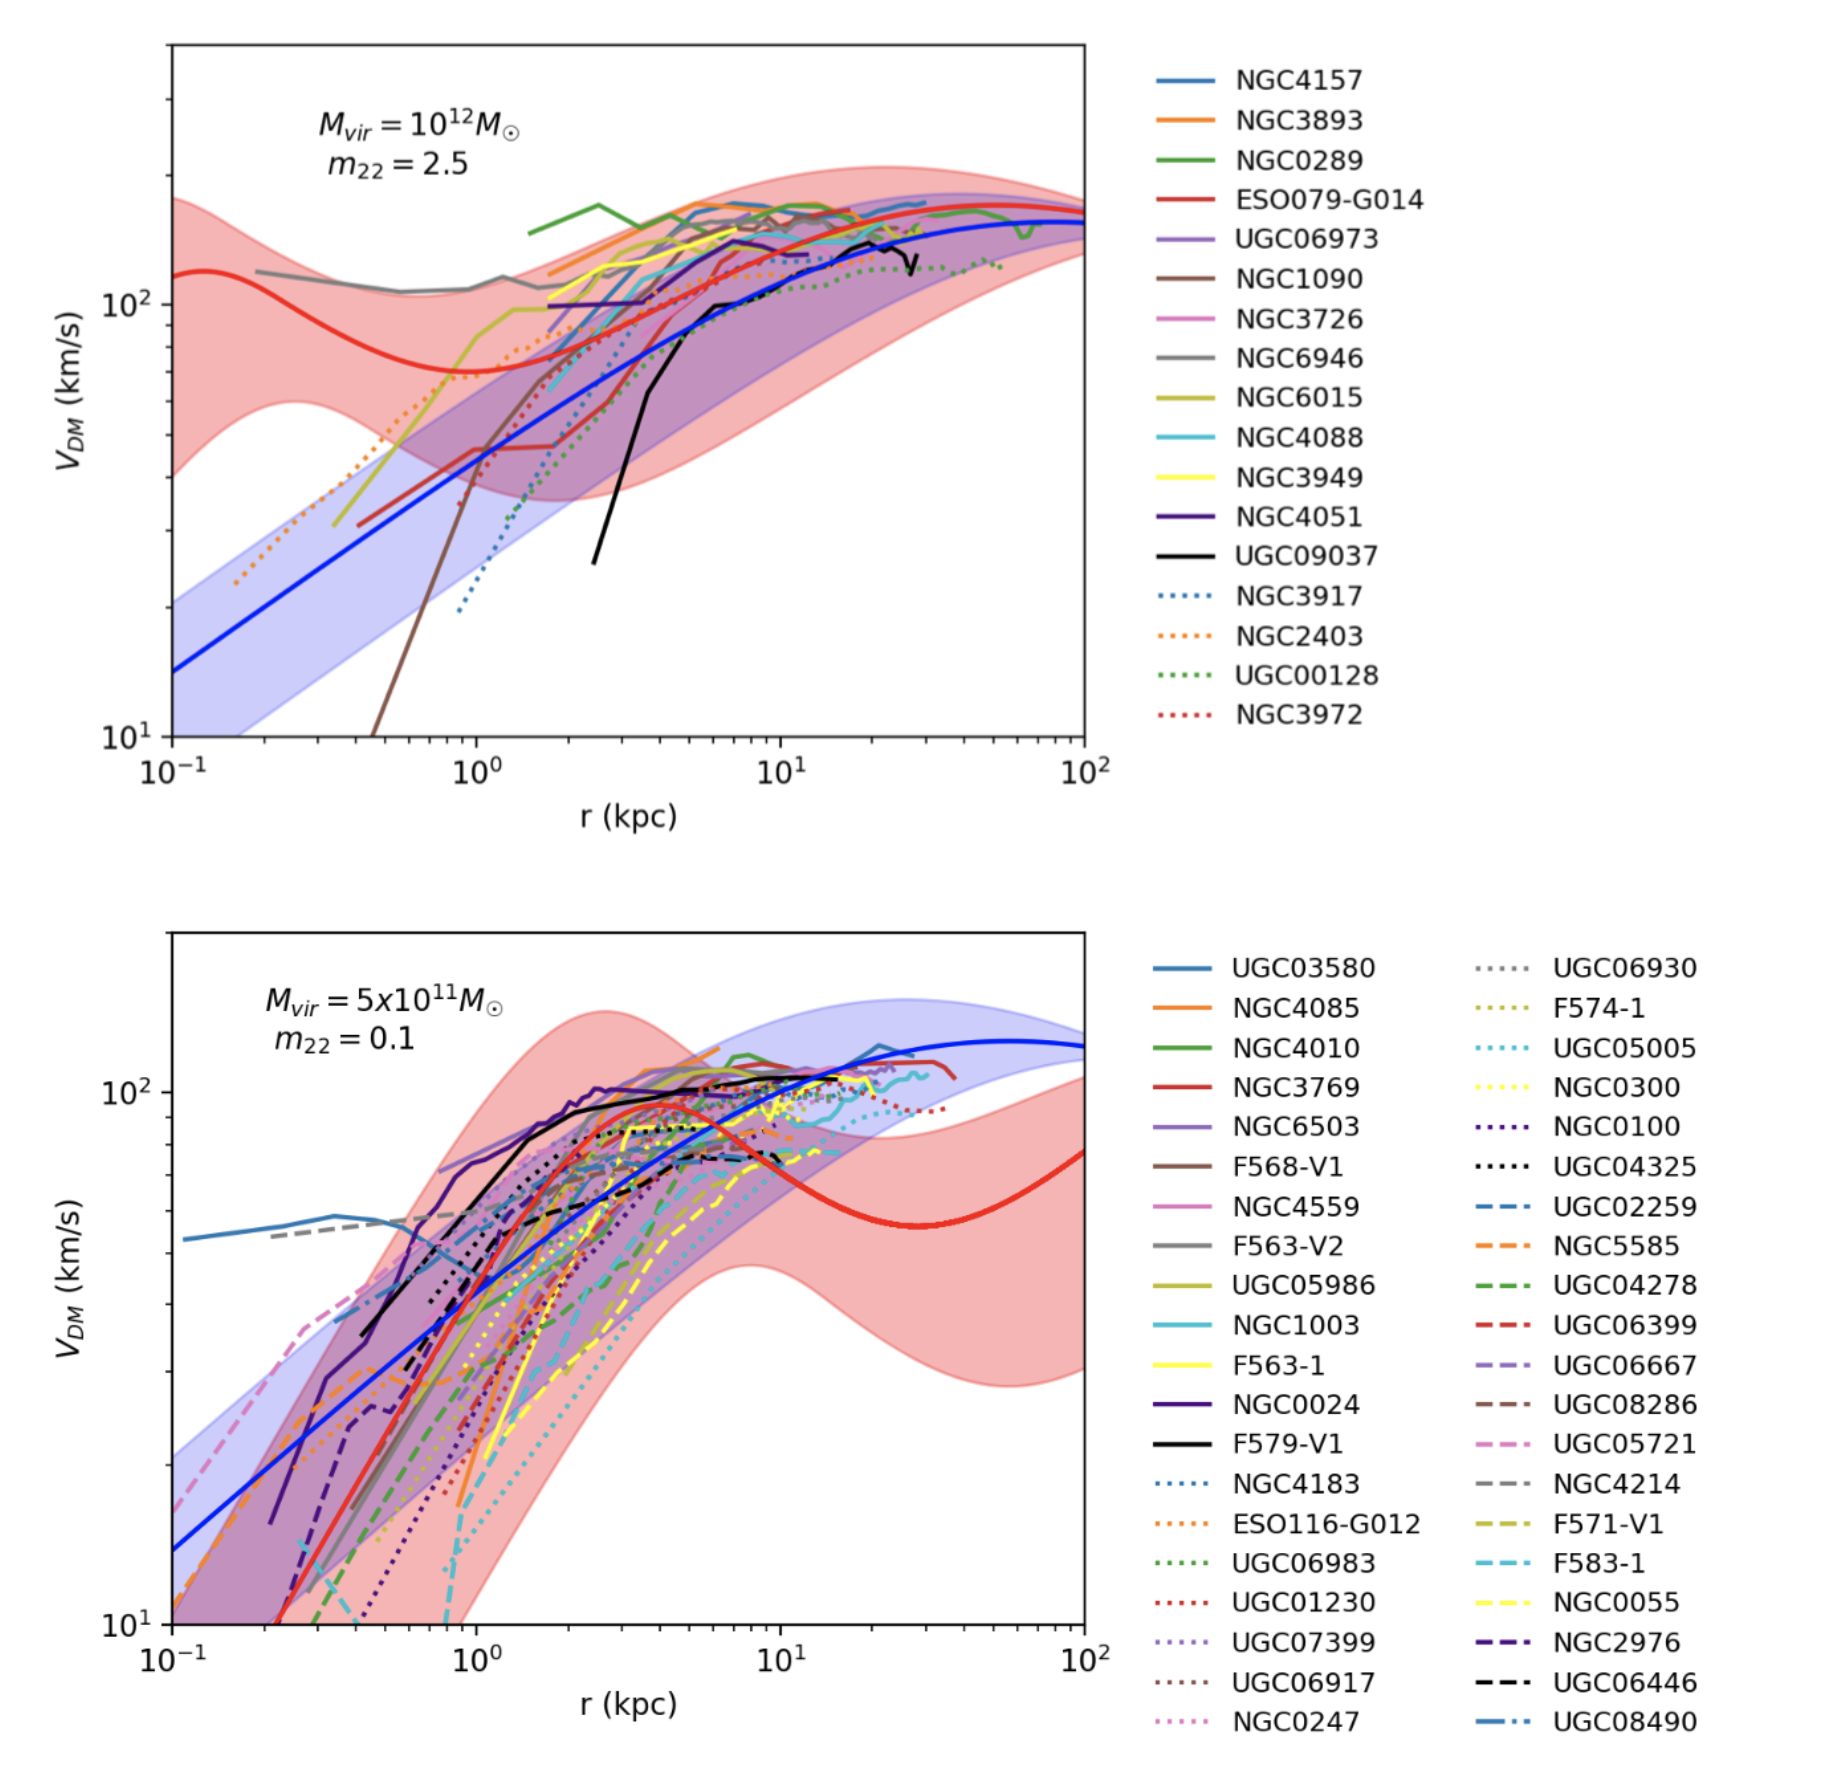 M_vir = 10^12 M_☉
m_22 = 2.5
10^2
10^1
V_DM (km/s)
10^-1 10^0 10^1 10^2
r (kpc)
NGC4157
NGC3893
NGC0289
ESO079-G014
UGC06973
NGC1090
NGC3726
NGC6946
NGC6015
NGC4088
NGC3949
NGC4051
UGC09037
NGC3917
NGC2403
UGC00128
NGC3972
M_vir = 5x10^11 M_☉
m_22 = 0.1
10^2
10^1
V_DM (km/s)
10^-1 10^0 10^1 10^2
r (kpc)
UGC03580
NGC4085
NGC4010
NGC3769
NGC6503
F568-V1
NGC4559
F563-V2
UGC05986
NGC1003
F563-1
NGC0024
F579-V1
NGC4183
ESO116-G012
UGC06983
UGC01230
UGC07399
UGC06917
NGC0247
UGC06930
F574-1
UGC05005
NGC0300
NGC0100
UGC04325
UGC02259
NGC5585
UGC04278
UGC06399
UGC06667
UGC08286
UGC05721
NGC4214
F571-V1
F583-1
NGC0055
NGC2976
UGC06446
UGC08490